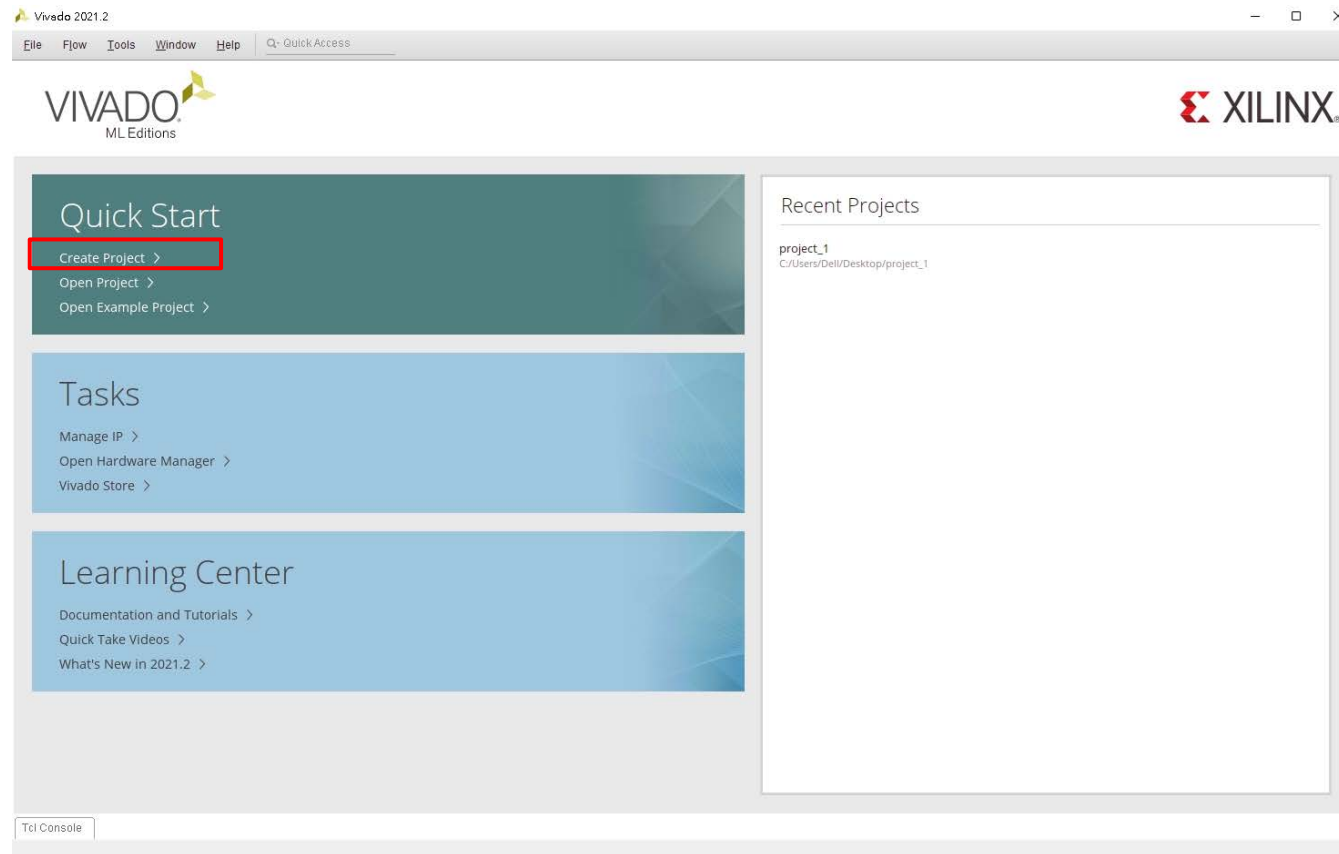 Vivado 2021.2
File Flow Tools Window Help Quick Access
VIVADO.
ML Editions
XILINX®
Quick Start
Create Project
Open Project
Open Example Project
Tasks
Manage IP
Open Hardware Manager
Vivado Store
Learning Center
Documentation and Tutorials
Quick Take Videos
What's New in 2021.2
Recent Projects
project_1
C:/Users/Dell/Desktop/project_1
Tcl Console